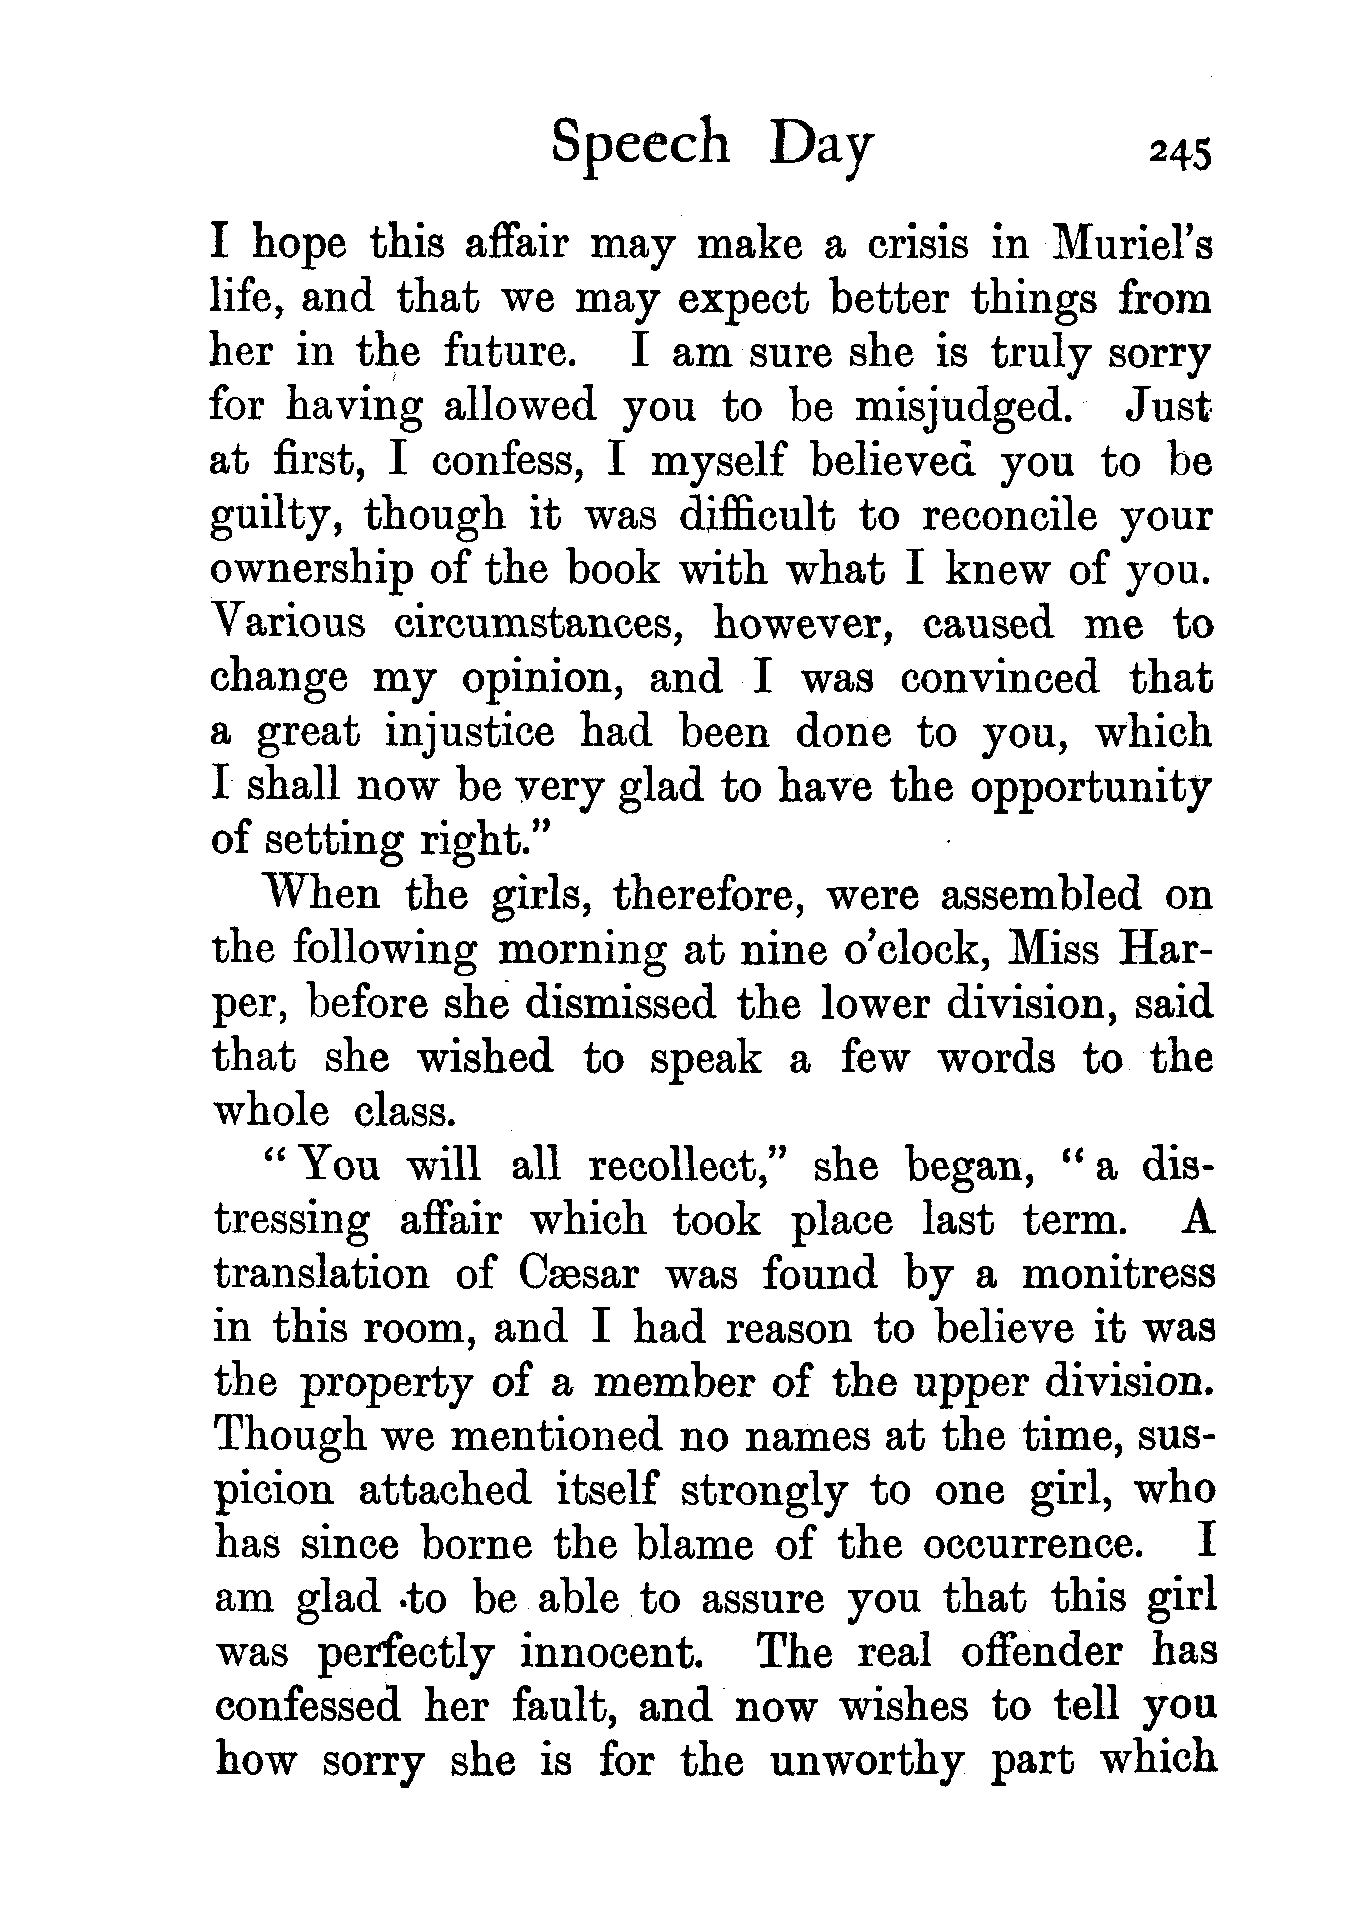 Speech Day 245
I hope this affair may make a crisis in Muriel's
life, and that we may expect better things from
her in the future. I am sure she is truly sorry
for having allowed you to be misjudged. Just
at first, I confess, I myself believed you to be
guilty, though it was difficult to reconcile your
ownership of the book with what I knew of you.
Various circumstances, however, caused me to
change my opinion, and I was convinced that
a great injustice had been done to you, which
I shall now be very glad to have the opportunity
of setting right."
When the girls, therefore, were assembled on
the following morning at nine o'clock, Miss Har-
per, before she dismissed the lower division, said
that she wished to speak a few words to the
whole class.
"You will all recollect," she began, "a dis-
tressing affair which took place last term. A
translation of Cæsar was found by a monitress
in this room, and I had reason to believe it was
the property of a member of the upper division.
Though we mentioned no names at the time, sus-
picion attached itself strongly to one girl, who
has since borne the blame of the occurrence. I
am glad to be able to assure you that this girl
was perfectly innocent. The real offender has
confessed her fault, and now wishes to tell you
how sorry she is for the unworthy part which